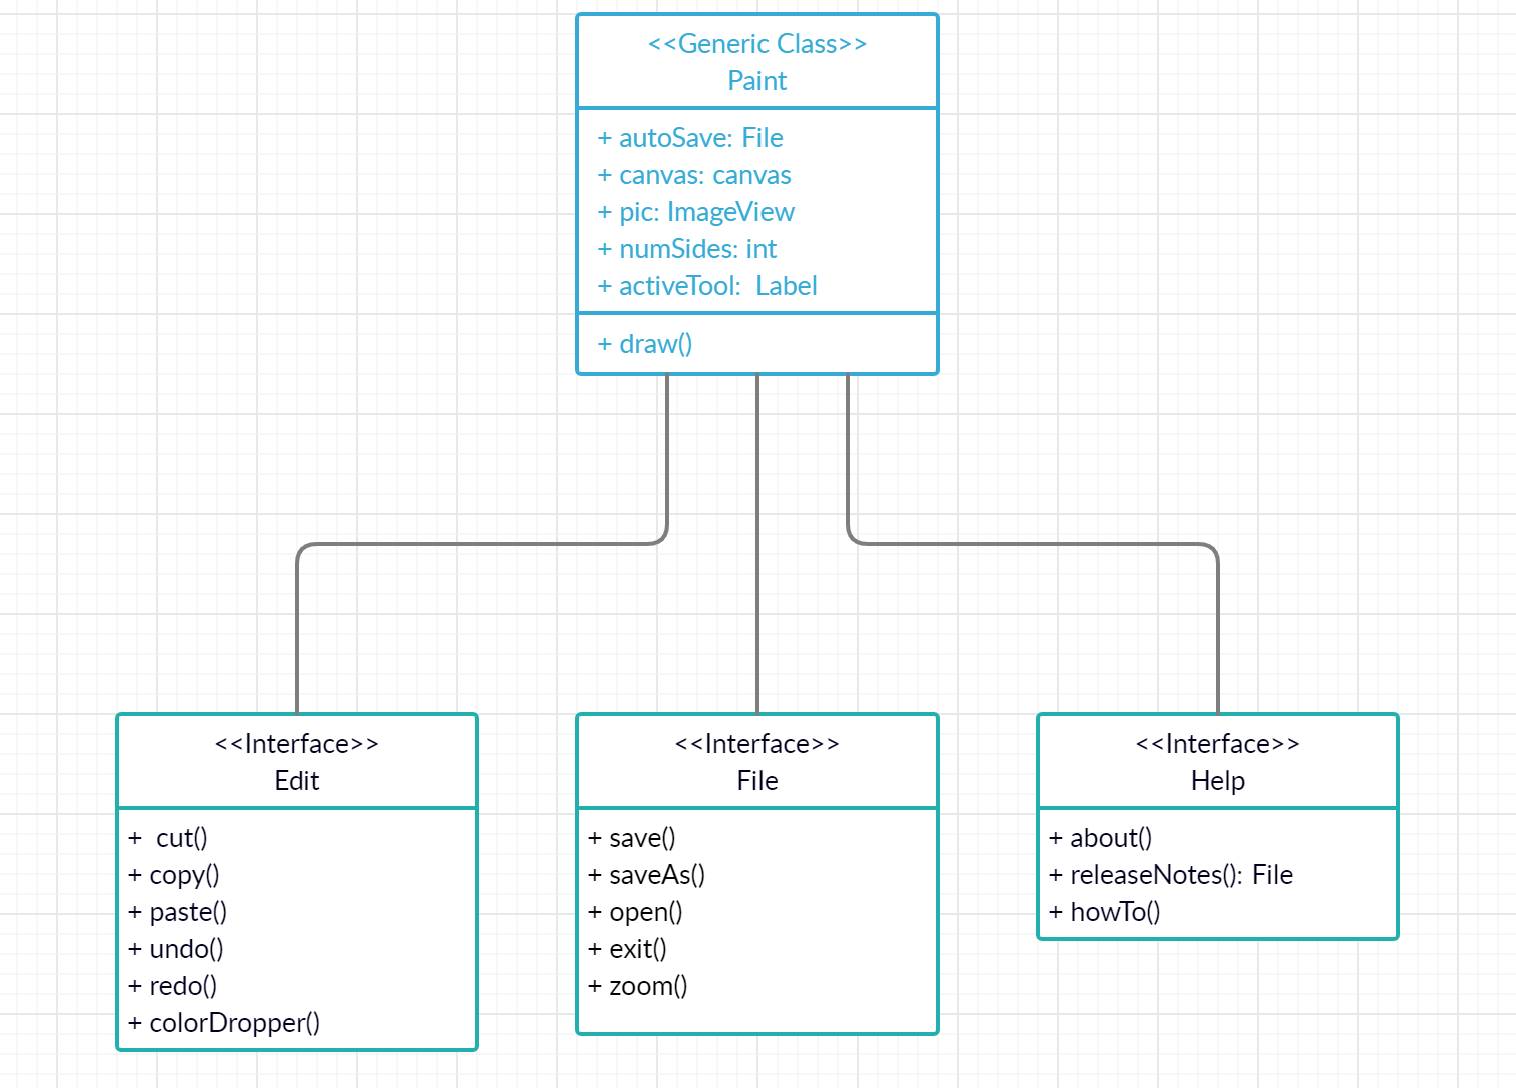 <<Generic Class>>
Paint
+ autoSave: File
+ canvas: canvas
+ pic: ImageView
+ numSides: int
+ activeTool:  Label
+ draw()
<<Interface>>
Edit
+  cut()
+ copy()
+ paste()
+ undo()
+ redo()
+ colorDropper()
<<Interface>>
File
+ save()
+ saveAs()
+ open()
+ exit()
+ zoom()
<<Interface>>
Help
+ about()
+ releaseNotes(): File
+ howTo()